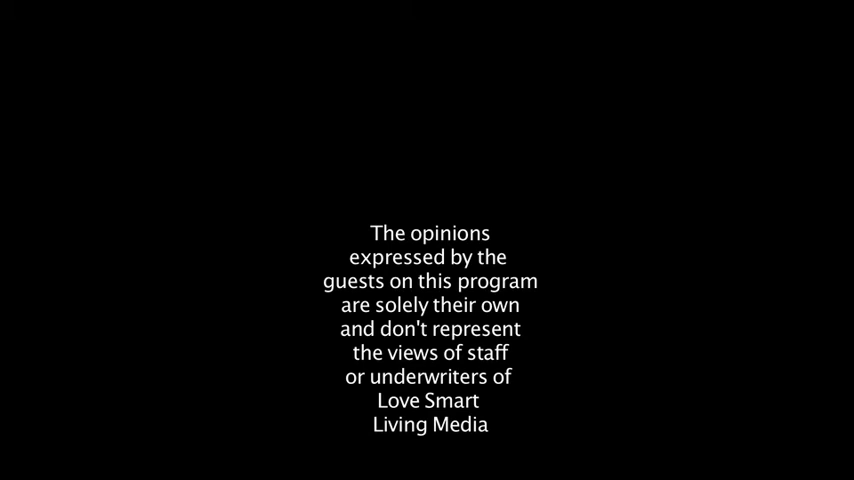 The opinions
expressed by the
guests on this program
are solely their own
and don't represent
the views of staff
or underwriters of
Love Smart
Living Media